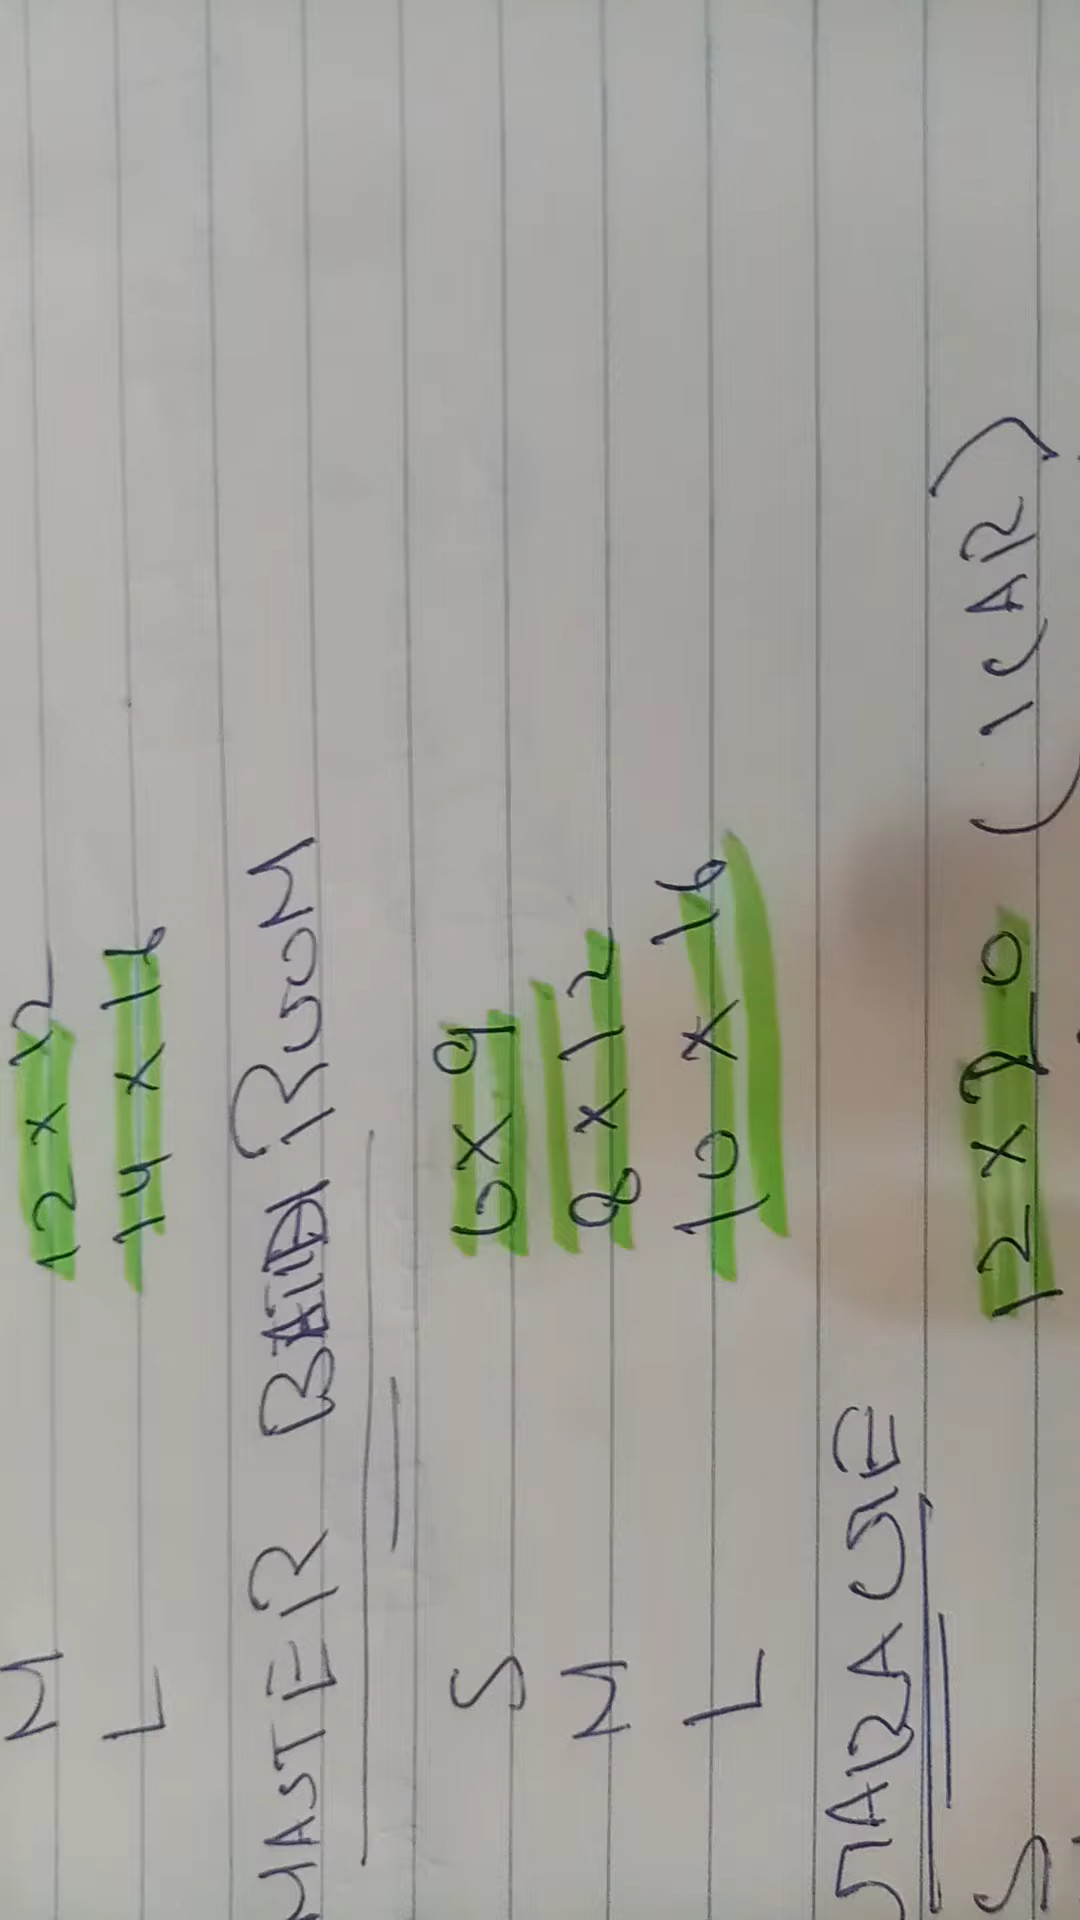 M 12 x 12
L 14 x 16
MASTER BATH ROOM
S 6 x 9
M 8 x 12
L 10 x 16
GARAGE
S 12 x 20 (1 CAR)